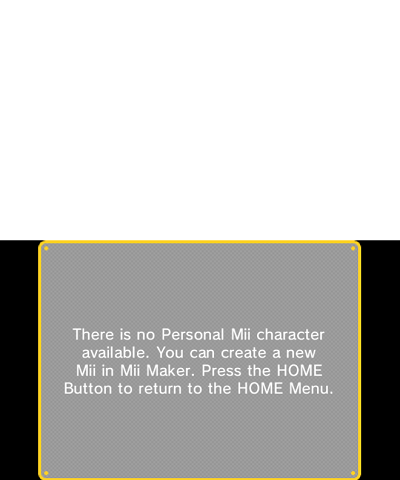 There is no Personal Mii character
available. You can create a new
Mii in Mii Maker. Press the HOME
Button to return to the HOME Menu.